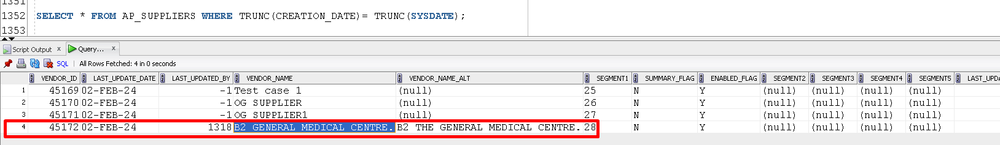 1351
1352 SELECT * FROM AP_SUPPLIERS WHERE TRUNC(CREATION_DATE)= TRUNC(SYSDATE);
1353
Script Output x Query... x
SQL | All Rows Fetched: 4 in 0 seconds
VENDOR_ID LAST_UPDATE_DATE LAST_UPDATED_BY VENDOR_NAME VENDOR_NAME_ALT SEGMENT1 SUMMARY_FLAG ENABLED_FLAG SEGMENT2 SEGMENT3 SEGMENT4 SEGMENT5 LAST_UPDA
1 45169 02-FEB-24 -1 Test case 1 (null) 25 N Y (null) (null) (null) (null)
2 45170 02-FEB-24 -1 OG SUPPLIER (null) 26 N Y (null) (null) (null) (null)
3 45171 02-FEB-24 -1 OG SUPPLIER1 (null) 27 N Y (null) (null) (null) (null)
4 45172 02-FEB-24 1318 B2 GENERAL MEDICAL CENTRE. B2 THE GENERAL MEDICAL CENTRE. 28 N Y (null) (null) (null) (null)